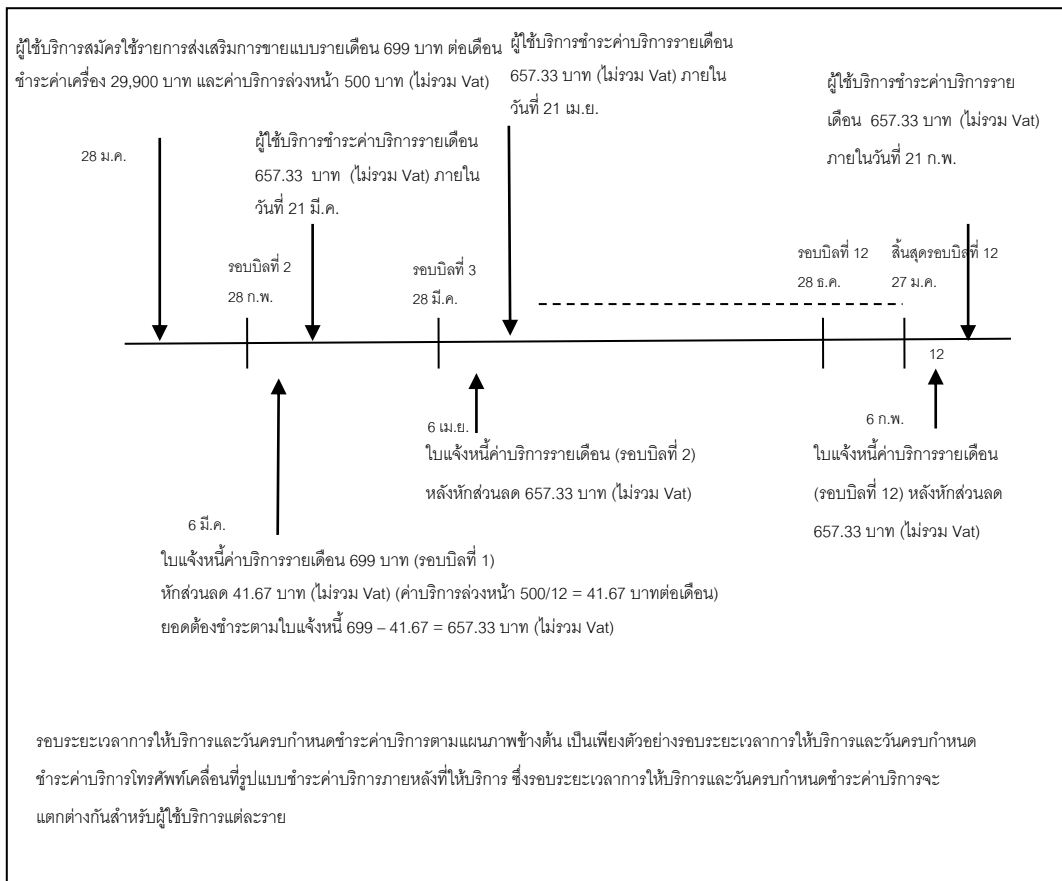 ผู้ใช้บริการสมัครใช้รายการส่งเสริมการขายแบบรายเดือน 699 บาท ต่อเดือน
ชำระค่าเครื่อง 29,900 บาท และค่าบริการล่วงหน้า 500 บาท (ไม่รวม Vat)
ผู้ใช้บริการชำระค่าบริการรายเดือน
657.33 บาท (ไม่รวม Vat) ภายใน
วันที่ 21 เม.ย.
ผู้ใช้บริการชำระค่าบริการราย
เดือน 657.33 บาท (ไม่รวม Vat)
ภายในวันที่ 21 ก.พ.
28 ม.ค.
ผู้ใช้บริการชำระค่าบริการรายเดือน
657.33 บาท (ไม่รวม Vat) ภายใน
วันที่ 21 มี.ค.
รอบบิลที่ 2
28 ก.พ.
รอบบิลที่ 3
28 มี.ค.
รอบบิลที่ 12
28 ธ.ค.
สิ้นสุดรอบบิลที่ 12
27 ม.ค.
12
6 มี.ค.
ใบแจ้งหนี้ค่าบริการรายเดือน 699 บาท (รอบบิลที่ 1)
หักส่วนลด 41.67 บาท (ไม่รวม Vat) (ค่าบริการล่วงหน้า 500/12 = 41.67 บาทต่อเดือน)
ยอดต้องชำระตามใบแจ้งหนี้ 699 – 41.67 = 657.33 บาท (ไม่รวม Vat)
6 เม.ย.
ใบแจ้งหนี้ค่าบริการรายเดือน (รอบบิลที่ 2)
หลังหักส่วนลด 657.33 บาท (ไม่รวม Vat)
6 ก.พ.
ใบแจ้งหนี้ค่าบริการรายเดือน
(รอบบิลที่ 12) หลังหักส่วนลด
657.33 บาท (ไม่รวม Vat)
รอบระยะเวลาการให้บริการและวันครบกำหนดชำระค่าบริการตามแผนภาพข้างต้น เป็นเพียงตัวอย่างรอบระยะเวลาการให้บริการและวันครบกำหนด
ชำระค่าบริการโทรศัพท์เคลื่อนที่รูปแบบชำระค่าบริการภายหลังที่ให้บริการ ซึ่งรอบระยะเวลาการให้บริการและวันครบกำหนดชำระค่าบริการจะ
แตกต่างกันสำหรับผู้ใช้บริการแต่ละราย